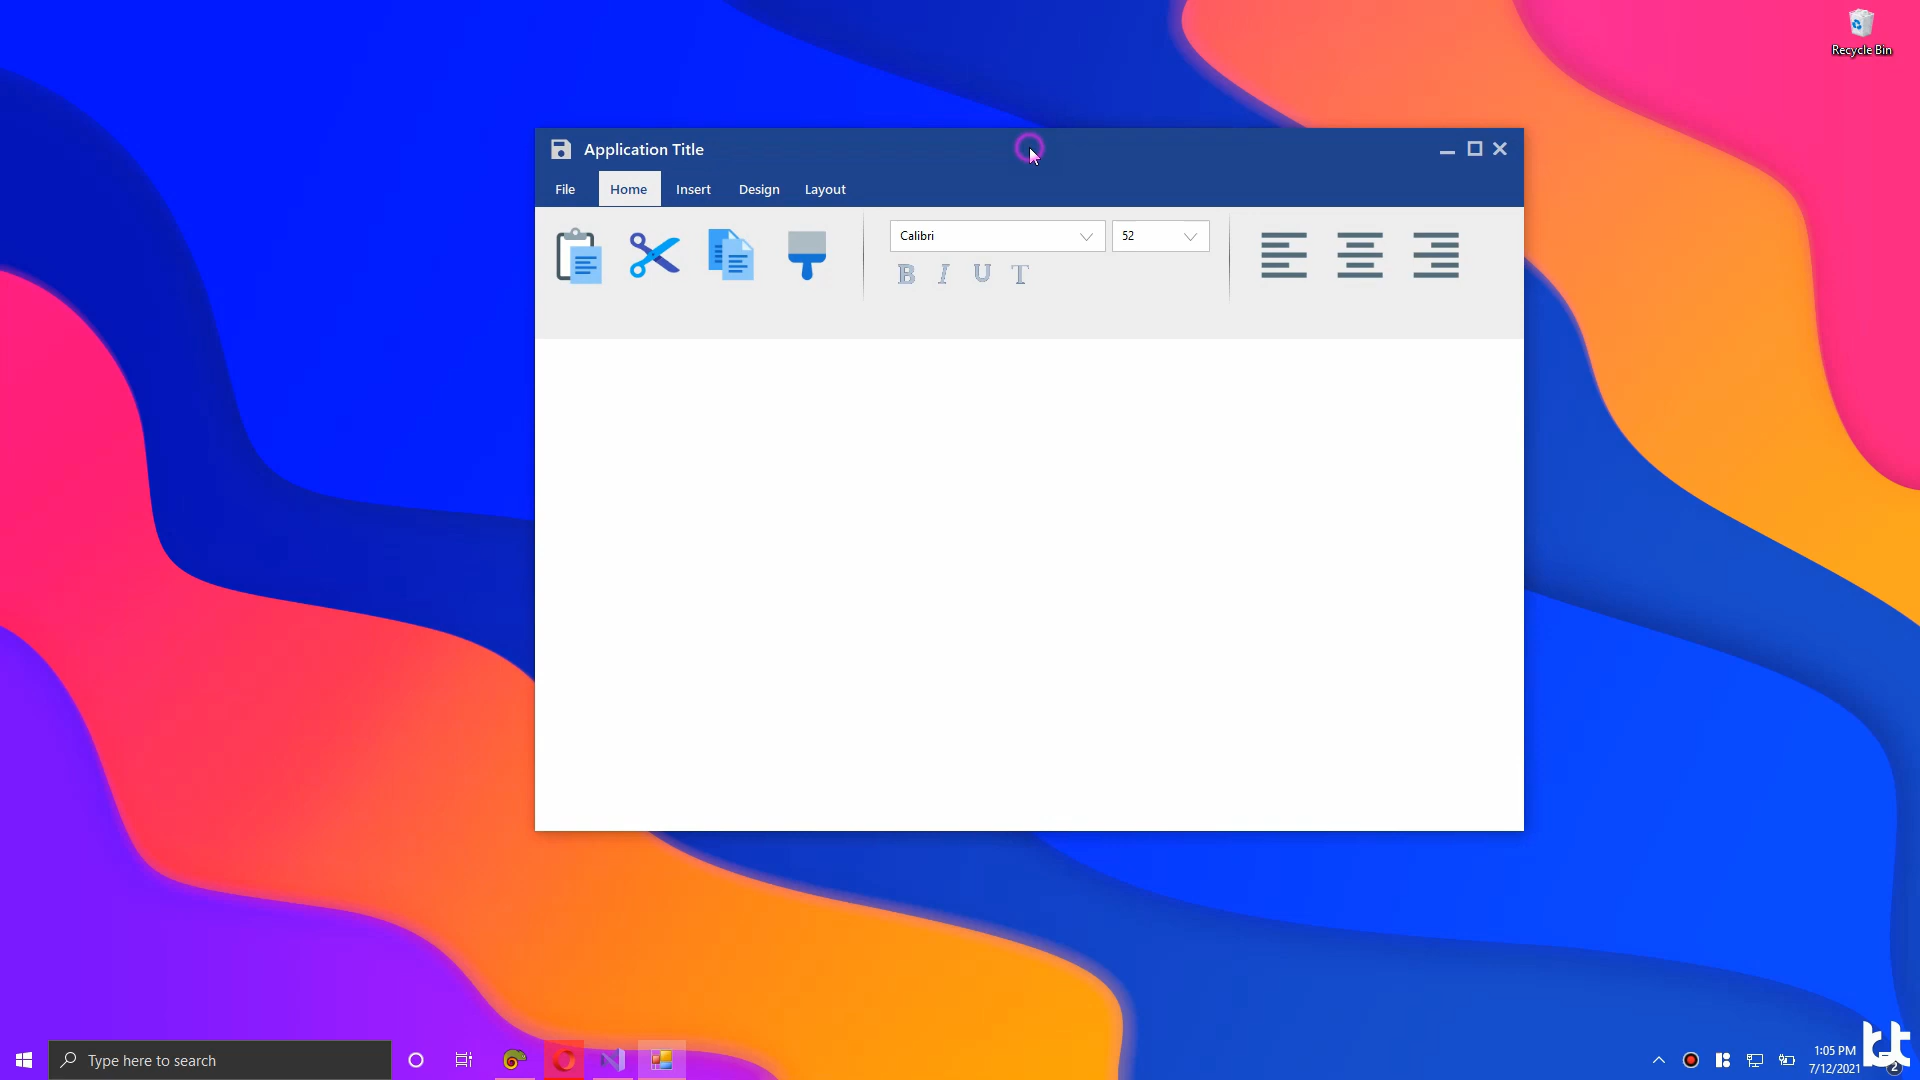 Recycle Bin
Application Title
File Home Insert Design Layout
Calibri 52
B I U T
Type here to search
1:05 PM
7/12/2021
2